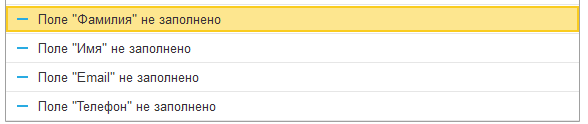 Поле "Фамилия" не заполнено
Поле "Имя" не заполнено
Поле "Email" не заполнено
Поле "Телефон" не заполнено